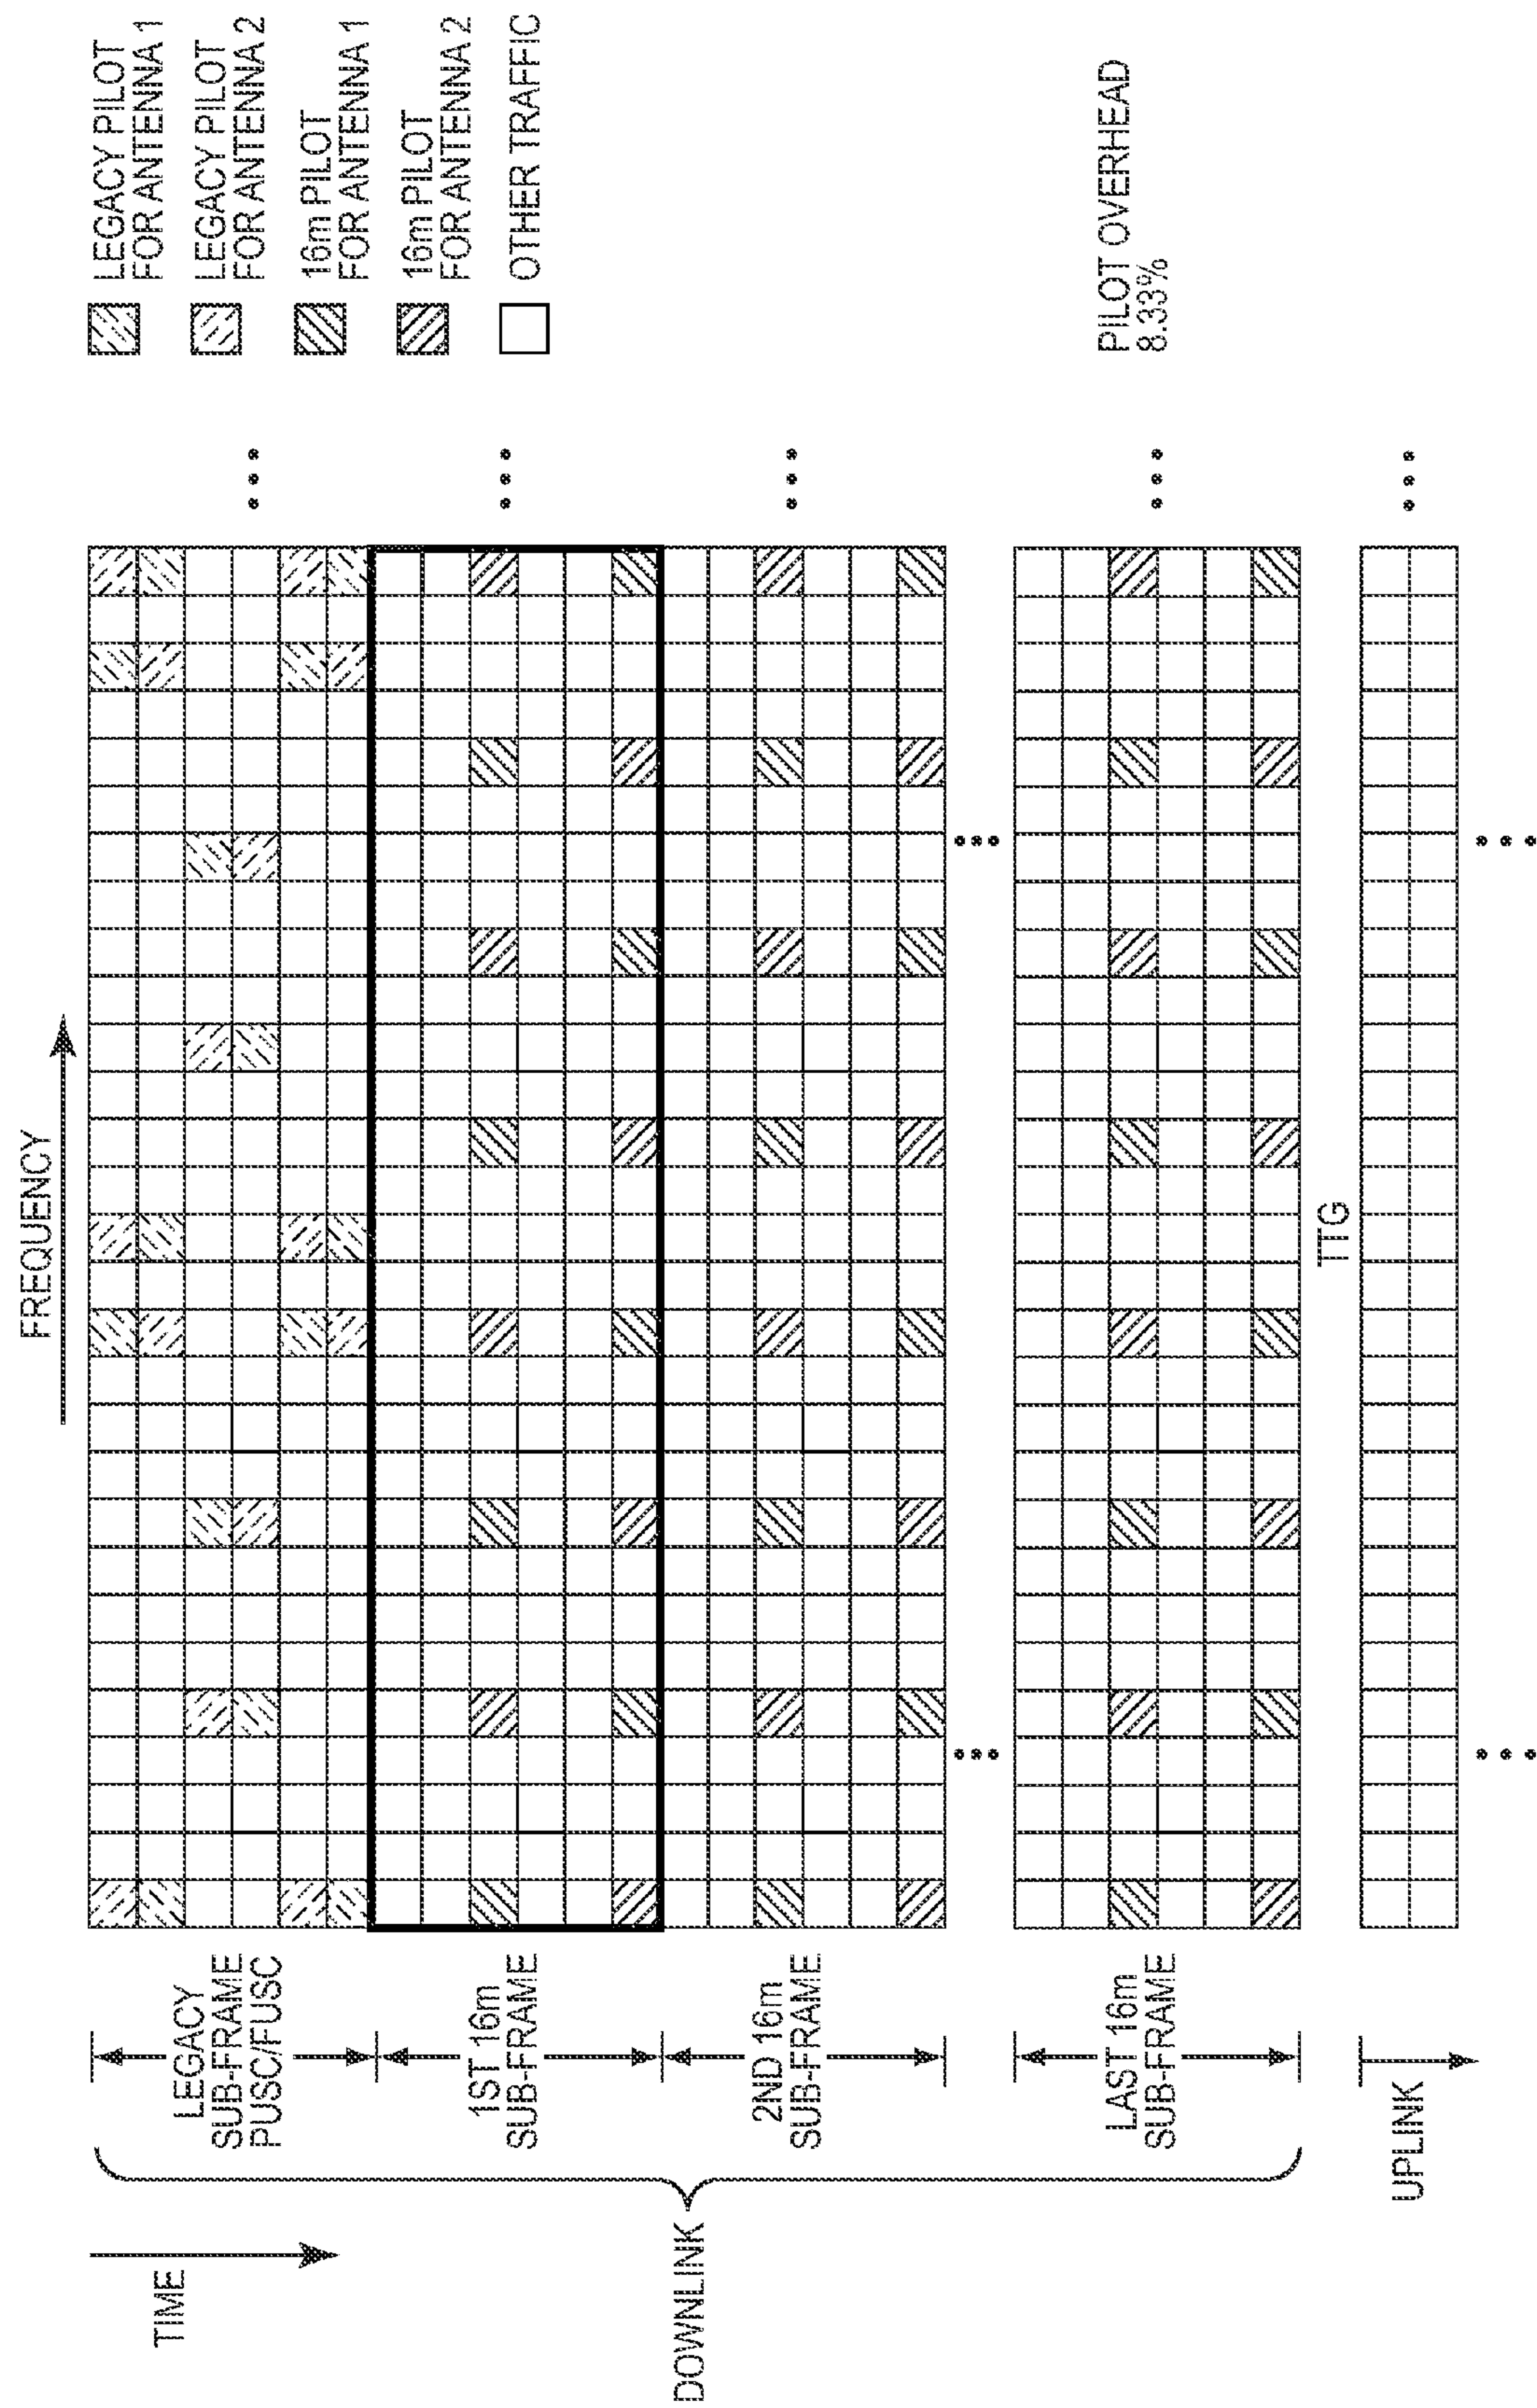 FREQUENCY
TIME
DOWNLINK
LEGACY
SUB-FRAME
PUSC/FUSC
1ST 16m
SUB-FRAME
2ND 16m
SUB-FRAME
LAST 16m
SUB-FRAME
TTG
UPLINK
LEGACY PILOT
FOR ANTENNA 1
LEGACY PILOT
FOR ANTENNA 2
16m PILOT
FOR ANTENNA 1
16m PILOT
FOR ANTENNA 2
OTHER TRAFFIC
PILOT OVERHEAD
8.33%